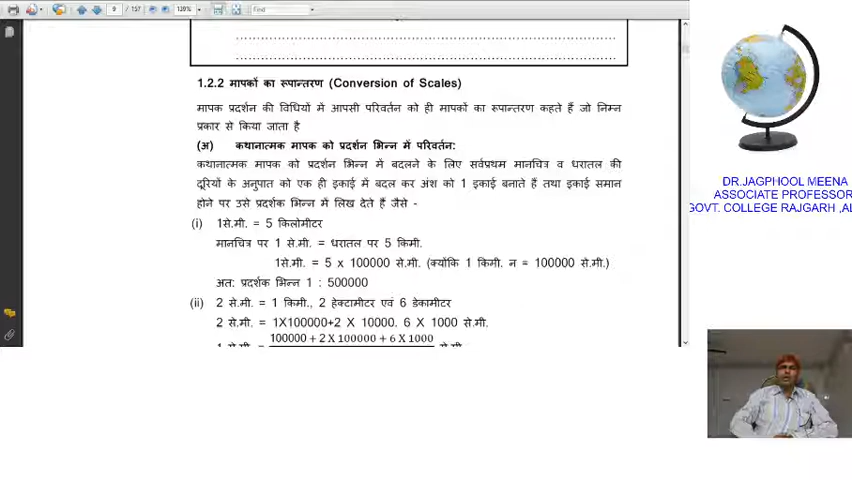 9 / 157
139%
Find
1.2.2 मापकों का रूपान्तरण (Conversion of Scales)
मापक प्रदर्शन की विधियों में आपसी परिवर्तन को ही मापकों का रूपान्तरण कहते हैं जो निम्न
प्रकार से किया जाता है
(अ) कथानात्मक मापक को प्रदर्शन भिन्न में परिवर्तन:
कथानात्मक मापक को प्रदर्शन भिन्न में बदलने के लिए सर्वप्रथम मानचित्र व धरातल की
दूरियों के अनुपात को एक ही इकाई में बदल कर अंश को 1 इकाई बनाते हैं तथा इकाई समान
होने पर उसे प्रदर्शक भिन्न में लिख देते हैं जैसे -
(i) 1से.मी. = 5 किलोमीटर
मानचित्र पर 1 से.मी. = धरातल पर 5 किमी.
1से.मी. = 5 x 100000 से.मी. (क्योंकि 1 किमी. न = 100000 से.मी.)
अत: प्रदर्शक भिन्न 1 : 500000
(ii) 2 से.मी. = 1 किमी., 2 हेक्टामीटर एवं 6 डेकामीटर
2 से.मी. = 1X100000+2 X 10000. 6 X 1000 से.मी.
100000 + 2 X 100000 + 6 X 1000
DR.JAGPHOOL MEENA
ASSOCIATE PROFESSOR
GOVT. COLLEGE RAJGARH ,AL